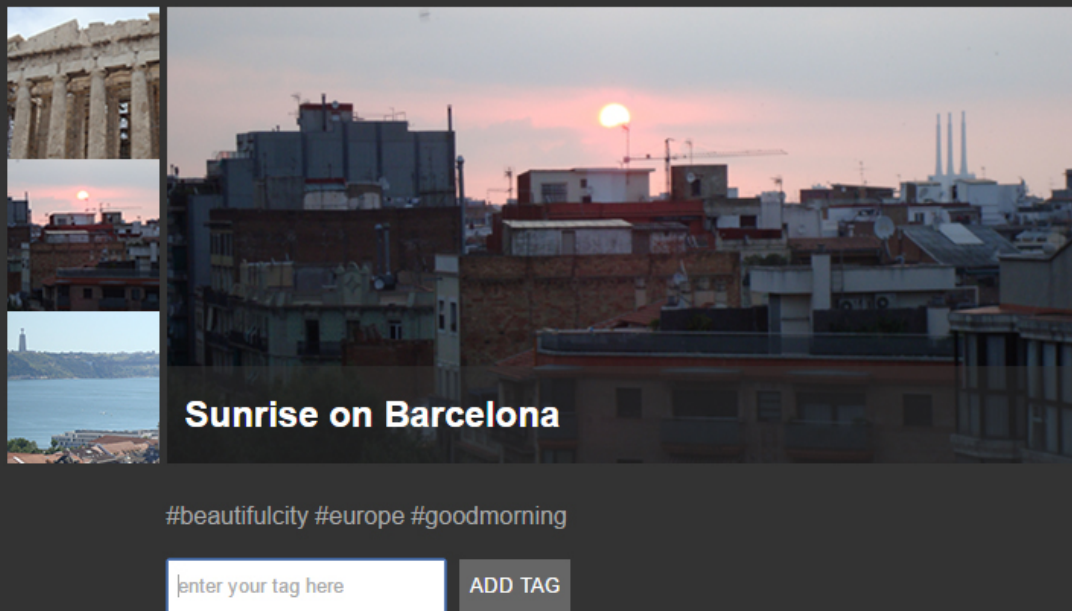 Sunrise on Barcelona
#beautifulcity #europe #goodmorning
enter your tag here
ADD TAG